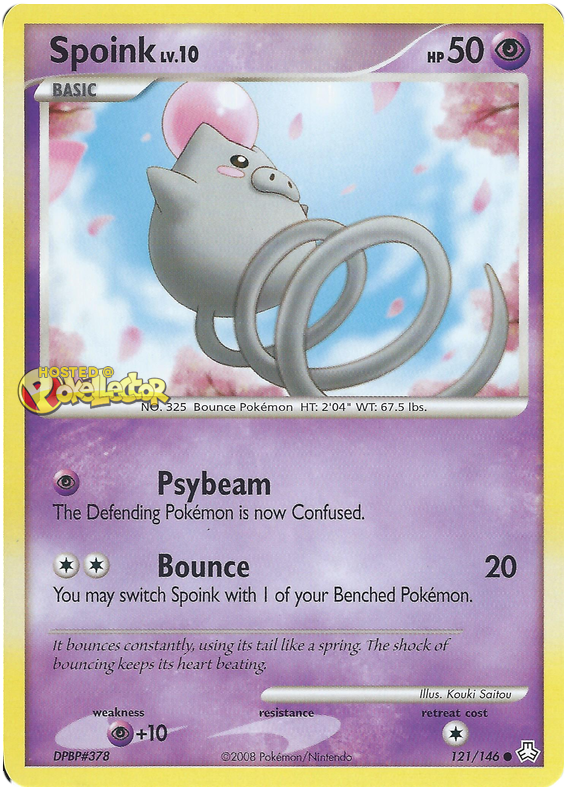 Spoink LV.10 HP 50
BASIC
HOSTED @
Pokellector
NO. 325 Bounce Pokémon HT: 2'04" WT: 67.5 lbs.
Psybeam
The Defending Pokémon is now Confused.
Bounce 20
You may switch Spoink with 1 of your Benched Pokémon.
It bounces constantly, using its tail like a spring. The shock of
bouncing keeps its heart beating.
Illus. Kouki Saitou
weakness resistance retreat cost
+10
DPBP#378 ©2008 Pokémon/Nintendo 121/146